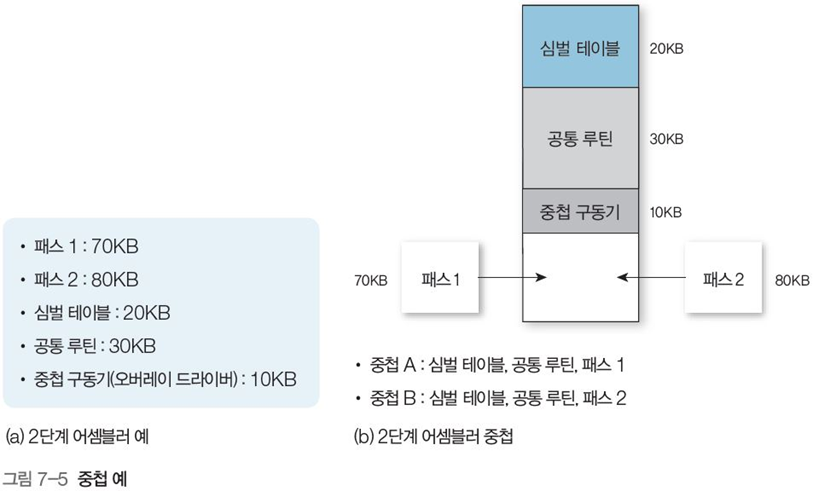 심벌 테이블 20KB
공통 루틴 30KB
중첩 구동기 10KB
70KB 패스 1 패스 2 80KB
• 패스 1 : 70KB
• 패스 2 : 80KB
• 심벌 테이블 : 20KB
• 공통 루틴 : 30KB
• 중첩 구동기(오버레이 드라이버) : 10KB
• 중첩 A : 심벌 테이블, 공통 루틴, 패스 1
• 중첩 B : 심벌 테이블, 공통 루틴, 패스 2
(a) 2단계 어셈블러 예
(b) 2단계 어셈블러 중첩
그림 7-5 중첩 예